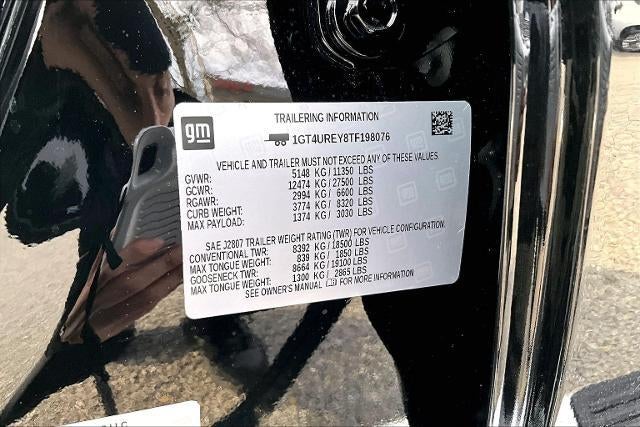 gm
TRAILERING INFORMATION
1GT4UREY8TF198076
VEHICLE AND TRAILER MUST NOT EXCEED ANY OF THESE VALUES.
GVWR: 5148 KG / 11350 LBS
GCWR: 12474 KG / 27500 LBS
RGAWR: 2994 KG / 6600 LBS
CURB WEIGHT: 3774 KG / 8320 LBS
MAX PAYLOAD: 1374 KG / 3030 LBS
SAE J2807 TRAILER WEIGHT RATING (TWR) FOR VEHICLE CONFIGURATION.
CONVENTIONAL TWR: 8392 KG / 18500 LBS
MAX TONGUE WEIGHT: 839 KG / 1850 LBS
GOOSENECK TWR: 8664 KG / 19100 LBS
MAX TONGUE WEIGHT: 1300 KG / 2865 LBS
SEE OWNER'S MANUAL FOR MORE INFORMATION